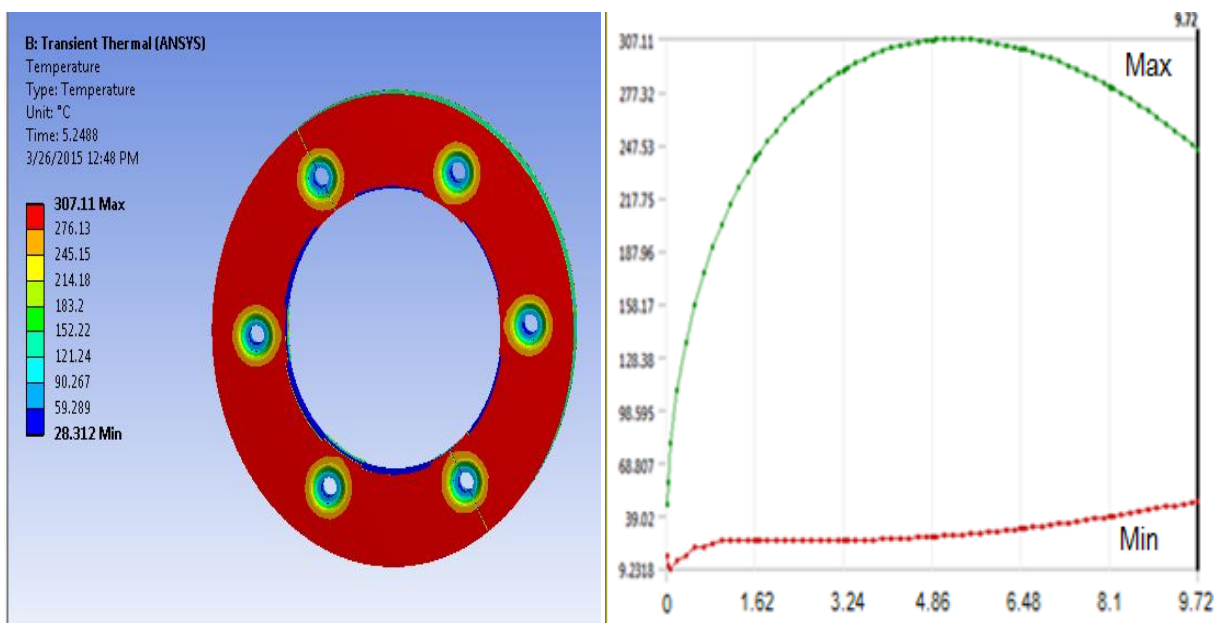 B: Transient Thermal (ANSYS)
Temperature
Type: Temperature
Unit: °C
Time: 5.2488
3/26/2015 12:48 PM
307.11 Max
276.13
245.15
214.18
183.2
152.22
121.24
90.267
59.289
28.312 Min
9.72
307.11
277.32
247.53
217.75
187.96
158.17
128.38
98.595
68.807
39.02
9.2318
Max
Min
0 1.62 3.24 4.86 6.48 8.1 9.72